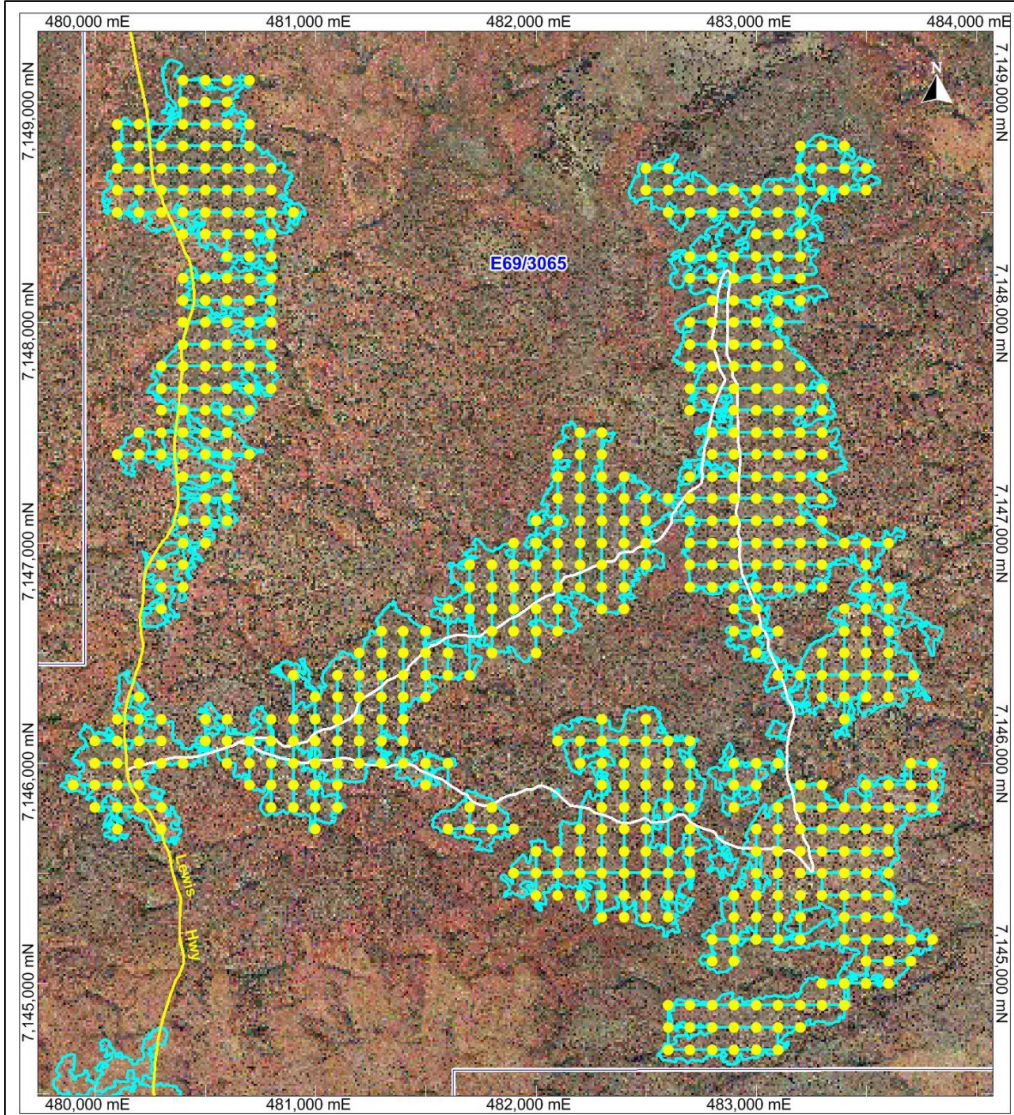 480,000 mE
481,000 mE
482,000 mE
483,000 mE
484,000 mE
7,149,000 mN
7,149,000 mN
N
E69/3065
7,148,000 mN
7,148,000 mN
7,147,000 mN
7,147,000 mN
7,146,000 mN
7,146,000 mN
Lewis Hwy
7,145,000 mN
7,145,000 mN
480,000 mE
481,000 mE
482,000 mE
483,000 mE